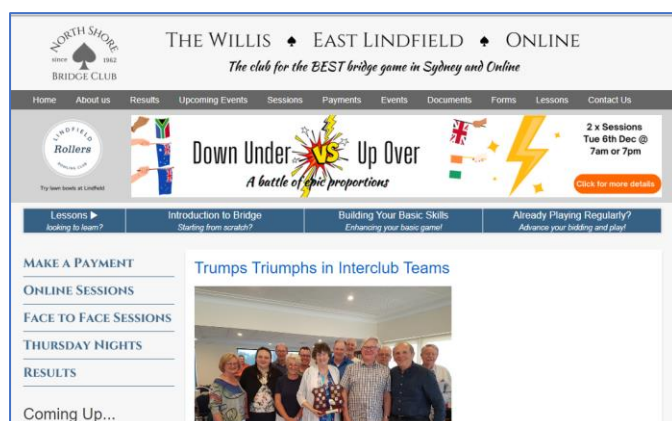 NORTH SHORE
since 1962
BRIDGE CLUB
THE WILLIS ♠ EAST LINDFIELD ♠ ONLINE
The club for the BEST bridge game in Sydney and Online
Home About us Results Upcoming Events Sessions Payments Events Documents Forms Lessons Contact Us
LINDFIELD
Rollers
BOWLING CLUB
Try lawn bowls at Lindfield
Down Under VS Up Over
A battle of epic proportions
2 x Sessions
Tue 6th Dec @
7am or 7pm
Click for more details
Lessons ▶
looking to learn?
Introduction to Bridge
Starting from scratch?
Building Your Basic Skills
Enhancing your basic game!
Already Playing Regularly?
Advance your bidding and play!
MAKE A PAYMENT
ONLINE SESSIONS
FACE TO FACE SESSIONS
THURSDAY NIGHTS
RESULTS
Coming Up...
Trumps Triumphs in Interclub Teams